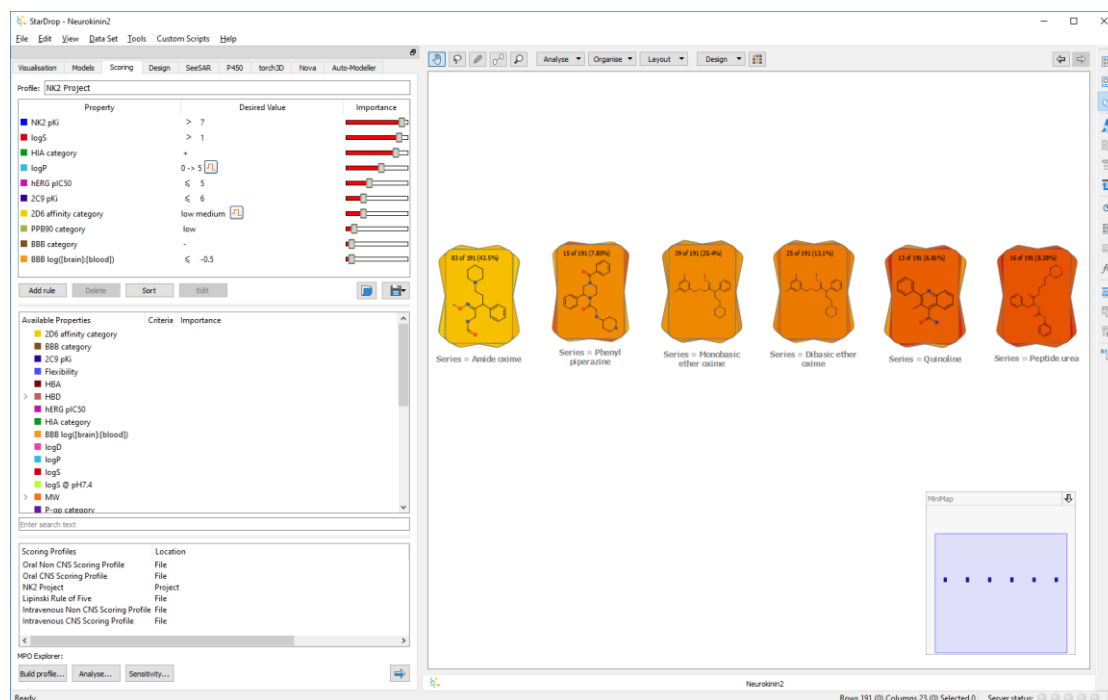 StarDrop - Neurokinin2
File Edit View Data Set Tools Custom Scripts Help
Visualisation Models Scoring Design SeeSAR P450 torch3D Nova Auto-Modeller
Profile: NK2 Project
Property Desired Value Importance
NK2 pKi > 7
logS > 1
HIA category +
logP 0 -> 5
hERG pIC50 ≤ 5
2C9 pKi ≤ 6
2D6 affinity category low medium
PPB90 category low
BBB category -
BBB log([brain]:[blood]) ≤ -0.5
Add rule Delete Sort Edit
Available Properties Criteria Importance
2D6 affinity category
BBB category
2C9 pKi
Flexibility
HBA
HBD
hERG pIC50
HIA category
BBB log([brain]:[blood])
logD
logP
logS
logS @ pH7.4
MW
P-gp category
Enter search text
Scoring Profiles Location
Oral Non CNS Scoring Profile File
Oral CNS Scoring Profile File
NK2 Project Project
Lipinski Rule of Five File
Intravenous Non CNS Scoring Profile File
Intravenous CNS Scoring Profile File
MPO Explorer:
Build profile... Analyse... Sensitivity...
Ready
Analyse Organise Layout Design
83 of 191 (43.5%)
Series = Amide oxime
15 of 191 (7.85%)
Series = Phenyl
piperazine
39 of 191 (20.4%)
Series = Monobasic
ether oxime
25 of 191 (13.1%)
Series = Dibasic ether
oxime
13 of 191 (6.81%)
Series = Quinoline
16 of 191 (8.38%)
Series = Peptide urea
MiniMap
Neurokinin2
Rows 191 (0) Columns 23 (0) Selected 0 Server status: